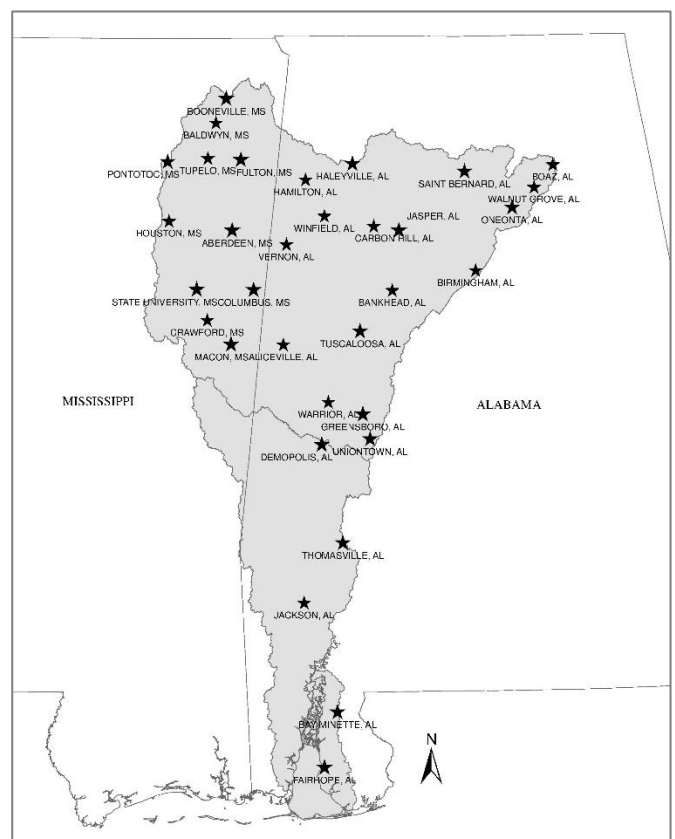 BOONEVILLE, MS
BALDWYN, MS
PONTOTOC, MS
TUPELO, MS
FULTON, MS
HALEYVILLE, AL
HAMILTON, AL
SAINT BERNARD, AL
BOAZ, AL
WALNUT GROVE, AL
ONEONTA, AL
HOUSTON, MS
ABERDEEN, MS
VERNON, AL
WINFIELD, AL
CARBON HILL, AL
JASPER, AL
BIRMINGHAM, AL
STATE UNIVERSITY, MS
COLUMBUS, MS
BANKHEAD, AL
CRAWFORD, MS
TUSCALOOSA, AL
MACON, MS
ALICEVILLE, AL
MISSISSIPPI
ALABAMA
WARRIOR, AL
GREENSBORO, AL
DEMOPOLIS, AL
UNIONTOWN, AL
THOMASVILLE, AL
JACKSON, AL
BAY MINETTE, AL
N
FAIRHOPE, AL